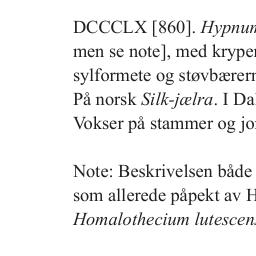 DCCCLX [860]. Hypnum
men se note], med kryper
sylformete og støvbærer
På norsk Silk-jælra. I Da
Vokser på stammer og jo
Note: Beskrivelsen både
som allerede påpekt av H
Homalothecium lutescens